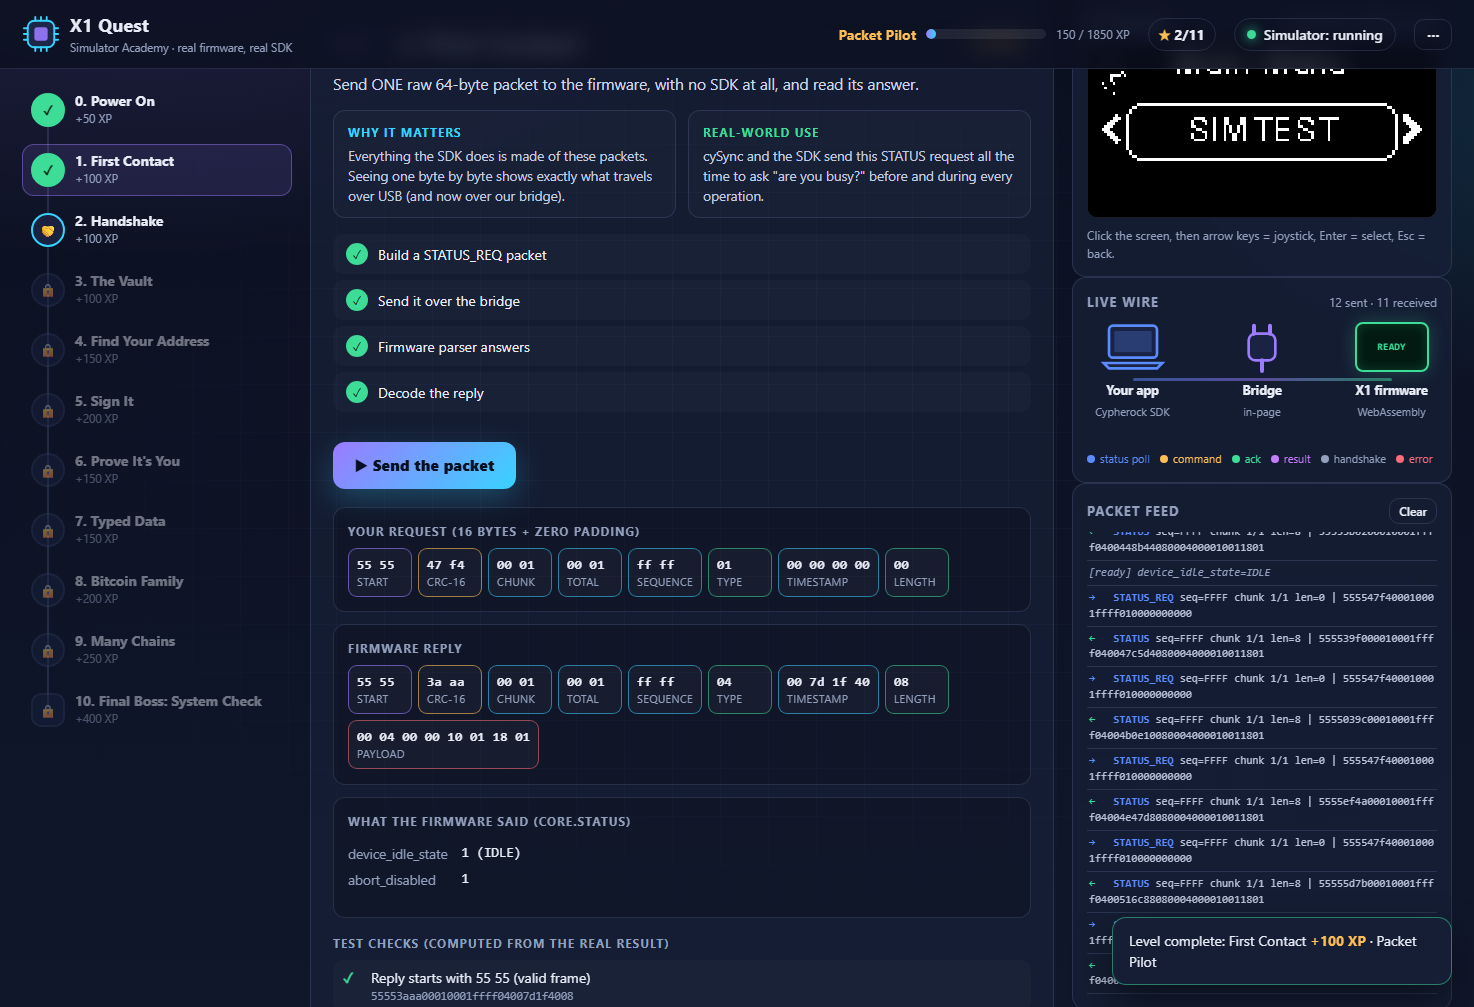 X1 Quest
Simulator Academy · real firmware, real SDK
Packet Pilot
150 / 1850 XP
★ 2/11
Simulator: running
---
0. Power On
+50 XP
1. First Contact
+100 XP
2. Handshake
+100 XP
3. The Vault
+100 XP
4. Find Your Address
+150 XP
5. Sign It
+200 XP
6. Prove It's You
+150 XP
7. Typed Data
+150 XP
8. Bitcoin Family
+200 XP
9. Many Chains
+250 XP
10. Final Boss: System Check
+400 XP
Send ONE raw 64-byte packet to the firmware, with no SDK at all, and read its answer.
WHY IT MATTERS
Everything the SDK does is made of these packets.
Seeing one byte by byte shows exactly what travels
over USB (and now over our bridge).
REAL-WORLD USE
cySync and the SDK send this STATUS request all the
time to ask "are you busy?" before and during every
operation.
Build a STATUS_REQ packet
Send it over the bridge
Firmware parser answers
Decode the reply
▶ Send the packet
YOUR REQUEST (16 BYTES + ZERO PADDING)
55 55
START
47 f4
CRC-16
00 01
CHUNK
00 01
TOTAL
ff ff
SEQUENCE
01
TYPE
00 00 00 00
TIMESTAMP
00
LENGTH
FIRMWARE REPLY
55 55
START
3a aa
CRC-16
00 01
CHUNK
00 01
TOTAL
ff ff
SEQUENCE
04
TYPE
00 7d 1f 40
TIMESTAMP
08
LENGTH
00 04 00 00 10 01 18 01
PAYLOAD
WHAT THE FIRMWARE SAID (CORE.STATUS)
device_idle_state 1 (IDLE)
abort_disabled 1
TEST CHECKS (COMPUTED FROM THE REAL RESULT)
Reply starts with 55 55 (valid frame)
55553aaa00010001ffff04007d1f4008
SIMTEST
Click the screen, then arrow keys = joystick, Enter = select, Esc =
back.
LIVE WIRE
12 sent · 11 received
READY
Your app
Cypherock SDK
Bridge
in-page
X1 firmware
WebAssembly
status poll
command
ack
result
handshake
error
PACKET FEED
Clear
f0400448b44080004000010011801
[ready] device_idle_state=IDLE
→ STATUS_REQ seq=FFFF chunk 1/1 len=0 | 555547f40001000
1ffff010000000000
← STATUS seq=FFFF chunk 1/1 len=8 | 555539f000010001fff
f040047c5d4080004000010011801
→ STATUS_REQ seq=FFFF chunk 1/1 len=0 | 555547f40001000
1ffff010000000000
← STATUS seq=FFFF chunk 1/1 len=8 | 5555039c00010001fff
f04004b0e10080004000010011801
→ STATUS_REQ seq=FFFF chunk 1/1 len=0 | 555547f40001000
1ffff010000000000
← STATUS seq=FFFF chunk 1/1 len=8 | 5555ef4a00010001fff
f04004e47d8080004000010011801
→ STATUS_REQ seq=FFFF chunk 1/1 len=0 | 555547f40001000
1ffff010000000000
← STATUS seq=FFFF chunk 1/1 len=8 | 55555d7b00010001fff
f0400516c88080004000010011801
Level complete: First Contact +100 XP · Packet
Pilot